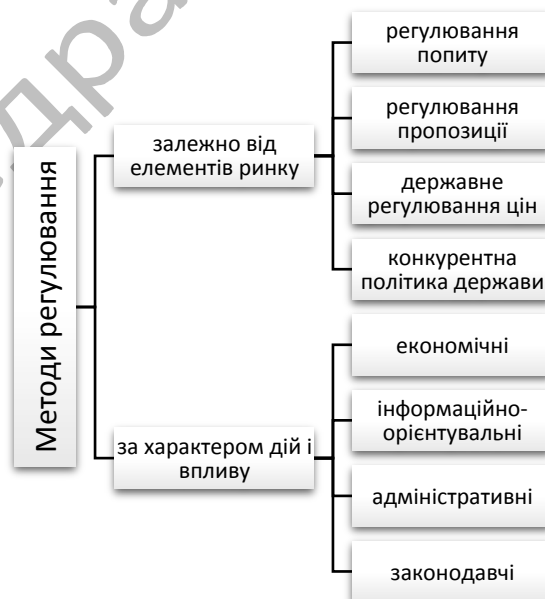 Методи регулювання
залежно від
елементів ринку
регулювання
попиту
регулювання
пропозиції
державне
регулювання цін
конкурентна
політика держави
за характером дій і
впливу
економічні
інформаційно-
орієнтувальні
адміністративні
законодавчі